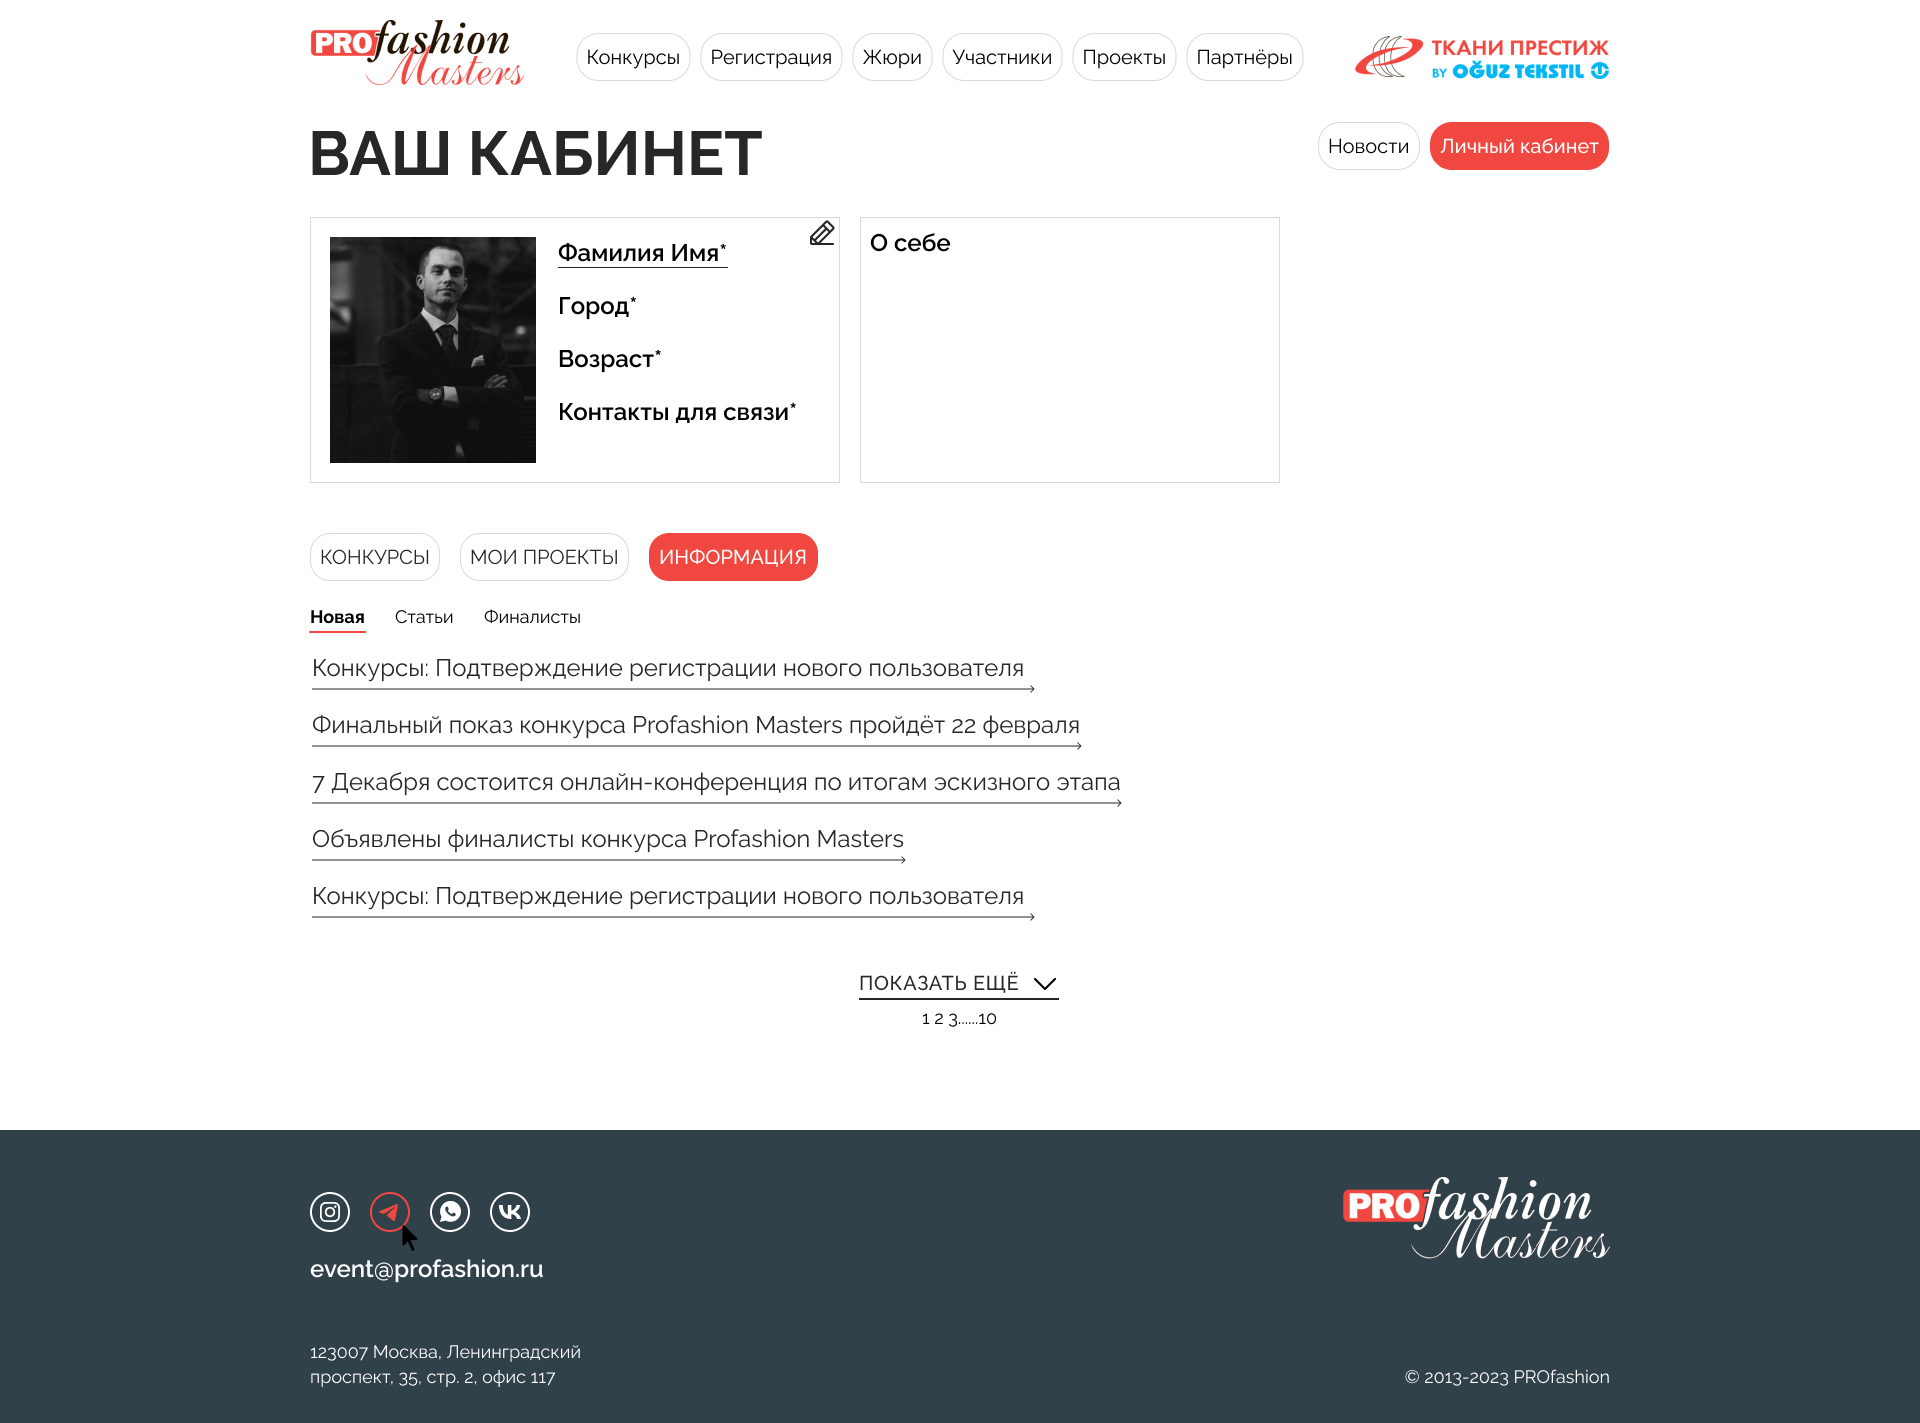 PROfashion
Masters
Конкурсы
Регистрация
Жюри
Участники
Проекты
Партнёры
ТКАНИ ПРЕСТИЖ
BY OĞUZ TEKSTIL
ВАШ КАБИНЕТ
Новости
Личный кабинет
Фамилия Имя*
Город*
Возраст*
Контакты для связи*
О себе
КОНКУРСЫ
МОИ ПРОЕКТЫ
ИНФОРМАЦИЯ
Новая
Статьи
Финалисты
Конкурсы: Подтверждение регистрации нового пользователя
Финальный показ конкурса Profashion Masters пройдёт 22 февраля
7 Декабря состоится онлайн-конференция по итогам эскизного этапа
Объявлены финалисты конкурса Profashion Masters
Конкурсы: Подтверждение регистрации нового пользователя
ПОКАЗАТЬ ЕЩЁ
1 2 3......10
PROfashion
Masters
event@profashion.ru
123007 Москва, Ленинградский
проспект, 35, стр. 2, офис 117
© 2013-2023 PROfashion